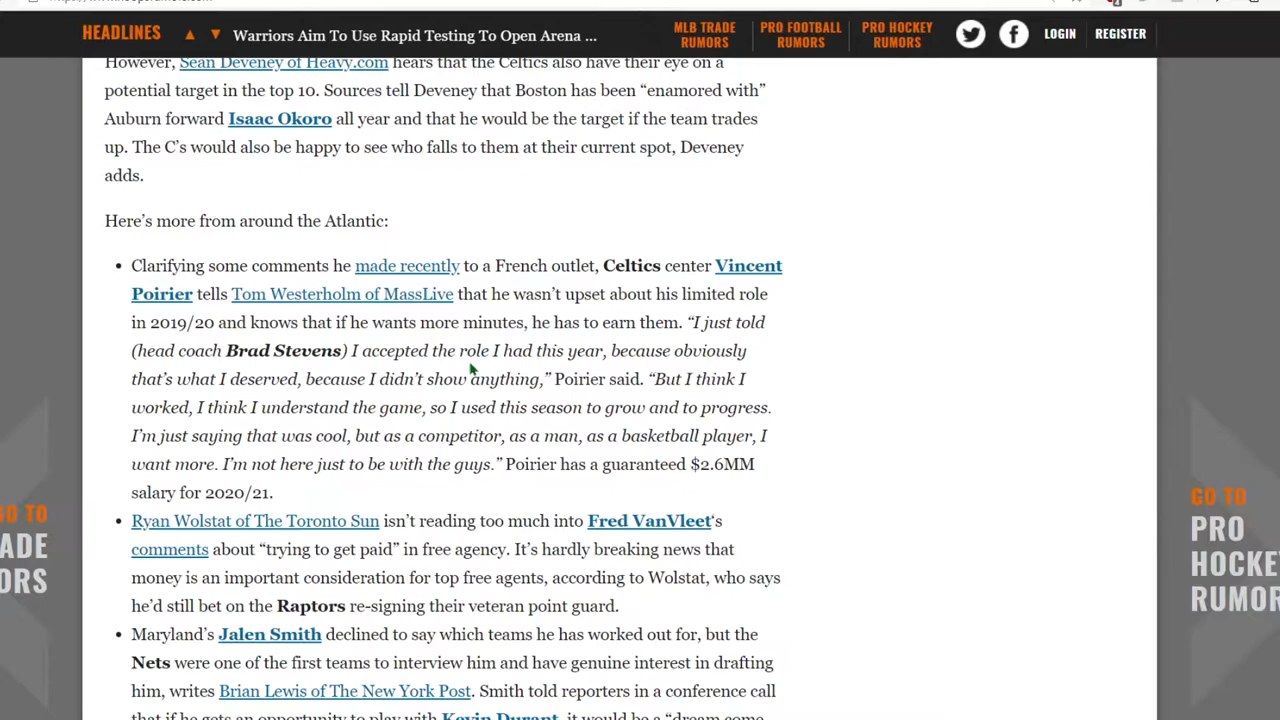 HEADLINES ▲ ▼ Warriors Aim To Use Rapid Testing To Open Arena ...
MLB TRADE RUMORS
PRO FOOTBALL RUMORS
PRO HOCKEY RUMORS
LOGIN
REGISTER
However, Sean Deveney of Heavy.com hears that the Celtics also have their eye on a
potential target in the top 10. Sources tell Deveney that Boston has been “enamored with”
Auburn forward Isaac Okoro all year and that he would be the target if the team trades
up. The C’s would also be happy to see who falls to them at their current spot, Deveney
adds.
Here’s more from around the Atlantic:
• Clarifying some comments he made recently to a French outlet, Celtics center Vincent
Poirier tells Tom Westerholm of MassLive that he wasn’t upset about his limited role
in 2019/20 and knows that if he wants more minutes, he has to earn them. “I just told
(head coach Brad Stevens) I accepted the role I had this year, because obviously
that’s what I deserved, because I didn’t show anything,” Poirier said. “But I think I
worked, I think I understand the game, so I used this season to grow and to progress.
I’m just saying that was cool, but as a competitor, as a man, as a basketball player, I
want more. I’m not here just to be with the guys.” Poirier has a guaranteed $2.6MM
salary for 2020/21.
• Ryan Wolstat of The Toronto Sun isn’t reading too much into Fred VanVleet‘s
comments about “trying to get paid” in free agency. It’s hardly breaking news that
money is an important consideration for top free agents, according to Wolstat, who says
he’d still bet on the Raptors re-signing their veteran point guard.
• Maryland’s Jalen Smith declined to say which teams he has worked out for, but the
Nets were one of the first teams to interview him and have genuine interest in drafting
him, writes Brian Lewis of The New York Post. Smith told reporters in a conference call
that if he gets an opportunity to play with Kevin Durant, it would be a “dream come
GO TO
ADE
ORS
GO TO
PRO
HOCKE
RUMOR